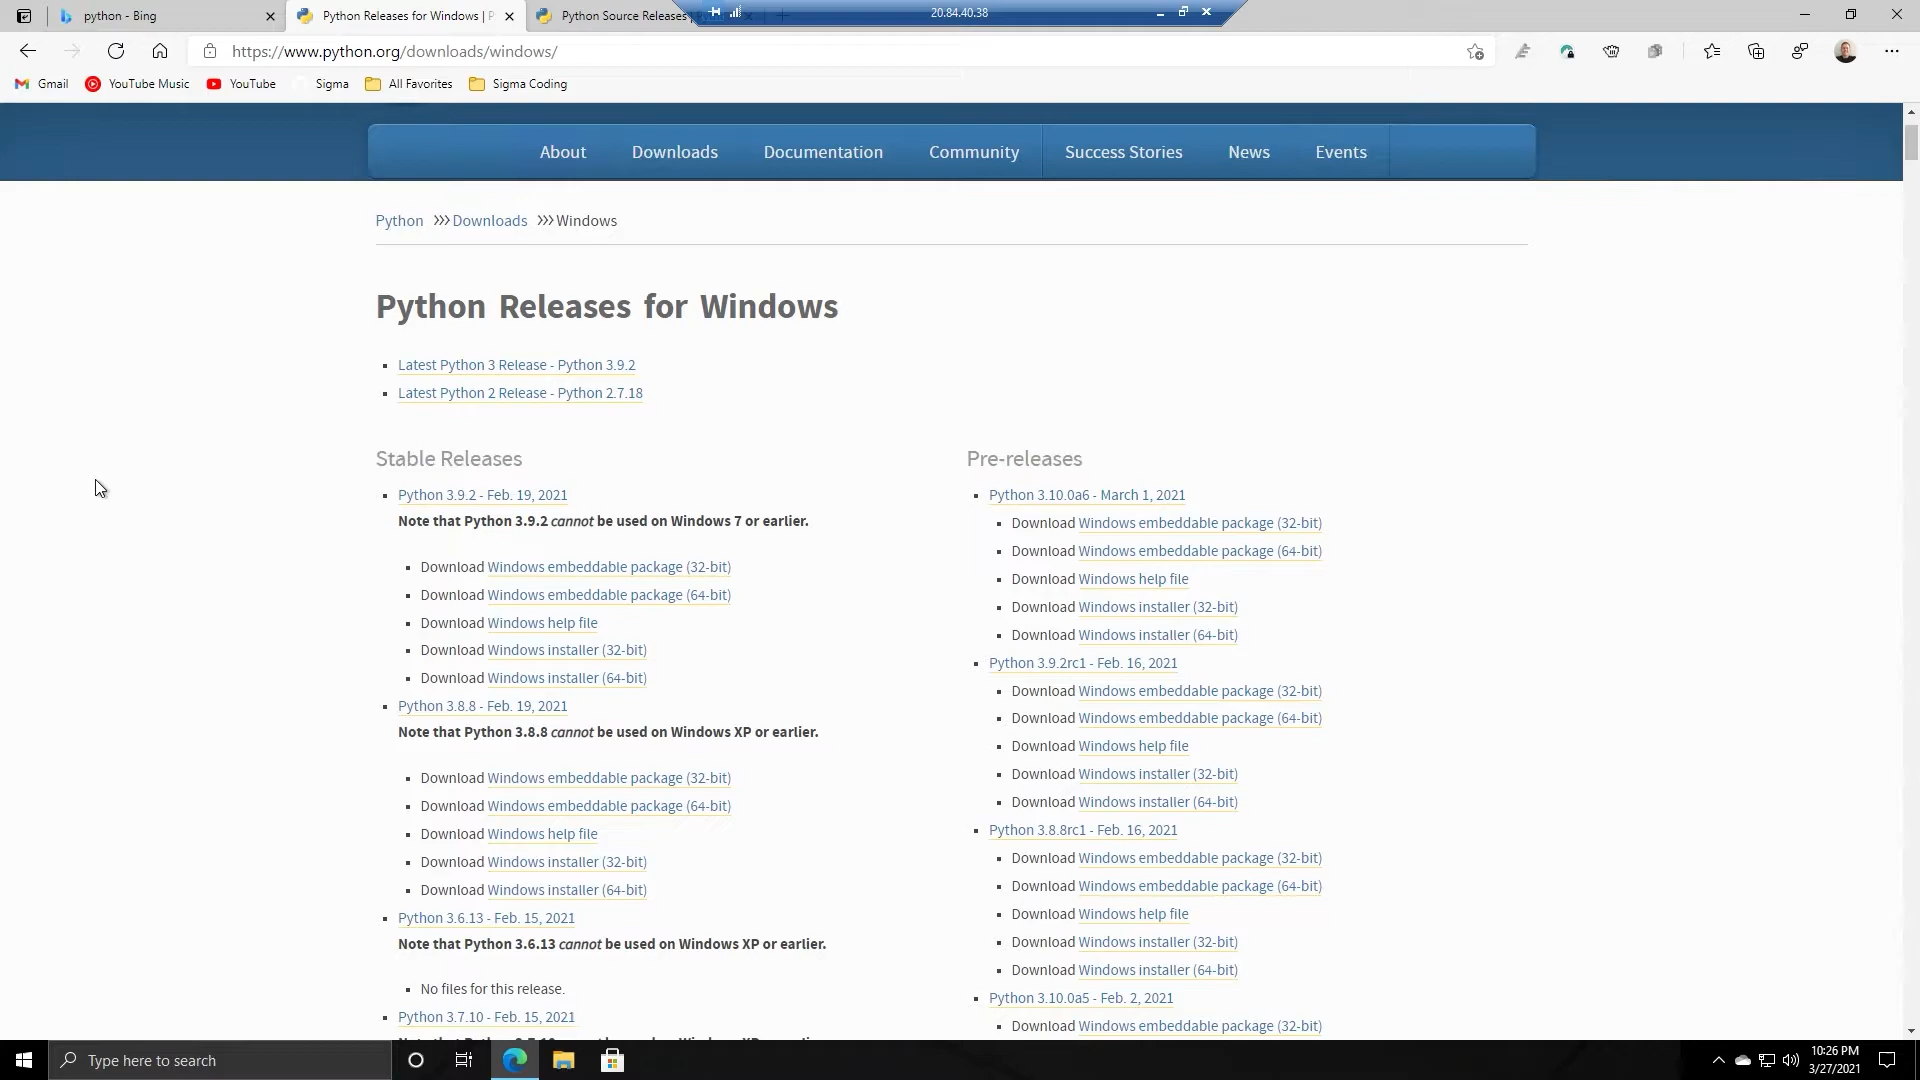 python - Bing
Python Releases for Windows | P
Python Source Releases |
20.84.40.38
https://www.python.org/downloads/windows/
Gmail
YouTube Music
YouTube
Sigma
All Favorites
Sigma Coding
About
Downloads
Documentation
Community
Success Stories
News
Events
Python >>> Downloads >>> Windows
Python Releases for Windows
Latest Python 3 Release - Python 3.9.2
Latest Python 2 Release - Python 2.7.18
Stable Releases
Python 3.9.2 - Feb. 19, 2021
Note that Python 3.9.2 cannot be used on Windows 7 or earlier.
Download Windows embeddable package (32-bit)
Download Windows embeddable package (64-bit)
Download Windows help file
Download Windows installer (32-bit)
Download Windows installer (64-bit)
Python 3.8.8 - Feb. 19, 2021
Note that Python 3.8.8 cannot be used on Windows XP or earlier.
Download Windows embeddable package (32-bit)
Download Windows embeddable package (64-bit)
Download Windows help file
Download Windows installer (32-bit)
Download Windows installer (64-bit)
Python 3.6.13 - Feb. 15, 2021
Note that Python 3.6.13 cannot be used on Windows XP or earlier.
No files for this release.
Python 3.7.10 - Feb. 15, 2021
Pre-releases
Python 3.10.0a6 - March 1, 2021
Download Windows embeddable package (32-bit)
Download Windows embeddable package (64-bit)
Download Windows help file
Download Windows installer (32-bit)
Download Windows installer (64-bit)
Python 3.9.2rc1 - Feb. 16, 2021
Download Windows embeddable package (32-bit)
Download Windows embeddable package (64-bit)
Download Windows help file
Download Windows installer (32-bit)
Download Windows installer (64-bit)
Python 3.8.8rc1 - Feb. 16, 2021
Download Windows embeddable package (32-bit)
Download Windows embeddable package (64-bit)
Download Windows help file
Download Windows installer (32-bit)
Download Windows installer (64-bit)
Python 3.10.0a5 - Feb. 2, 2021
Download Windows embeddable package (32-bit)
Type here to search
10:26 PM
3/27/2021